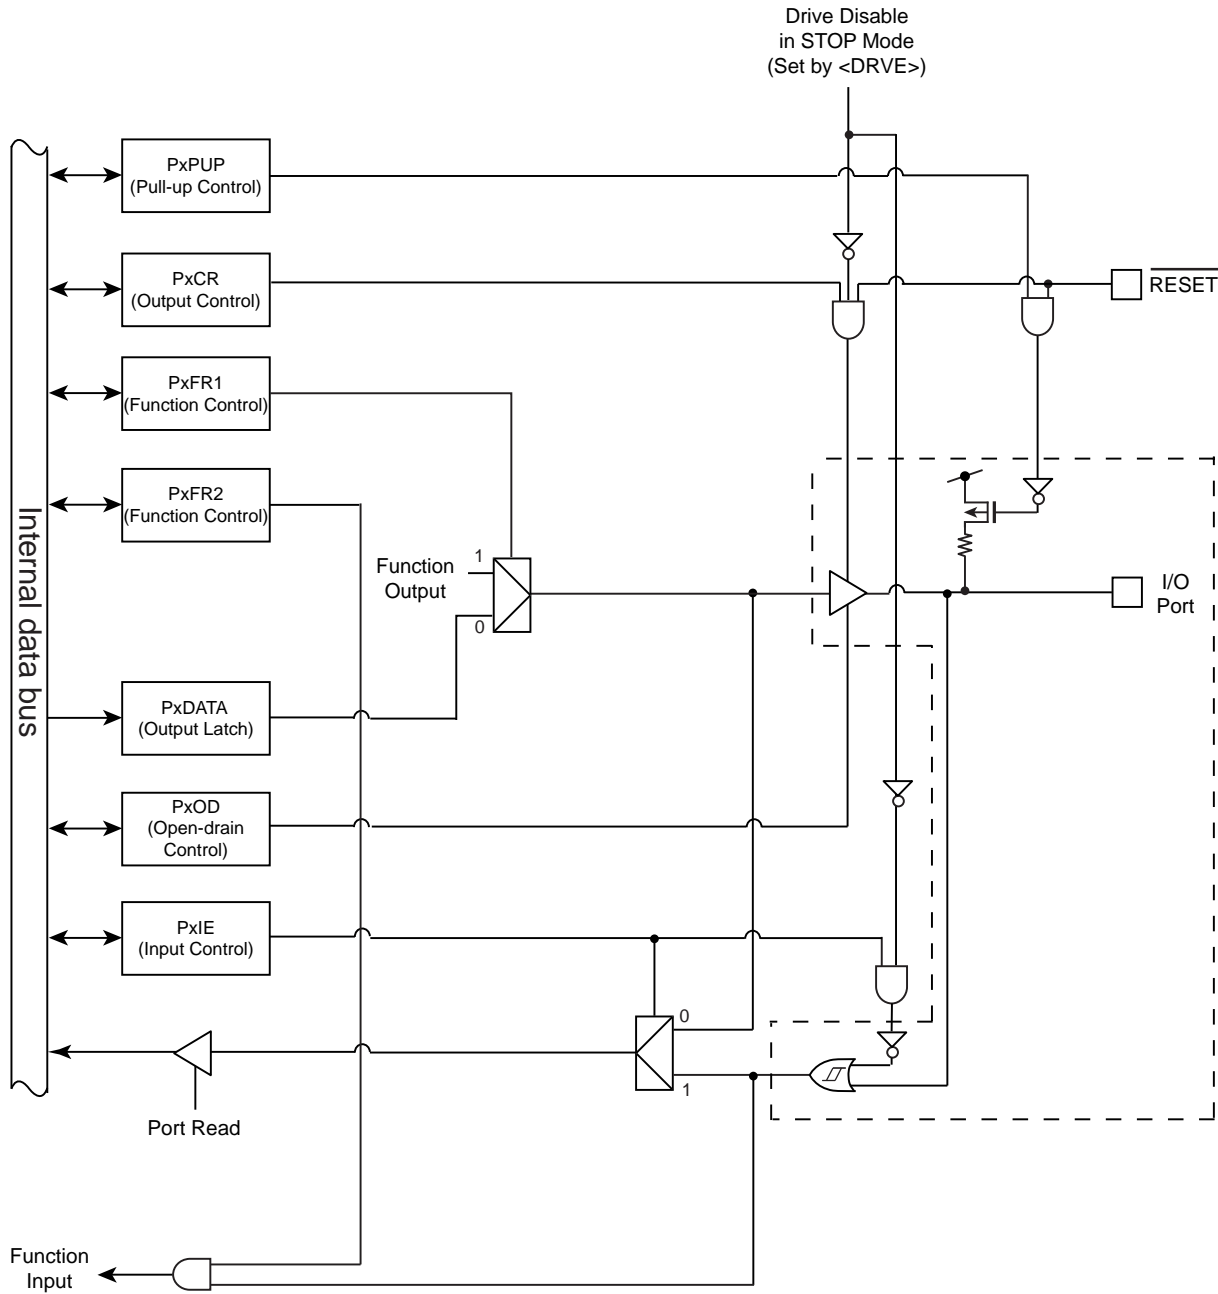 Drive Disable
in STOP Mode
(Set by <DRVE>)
PxPUP
(Pull-up Control)
PxCR
(Output Control)
RESET
PxFR1
(Function Control)
PxFR2
(Function Control)
Internal data bus
1
Function
Output
0
I/O
Port
PxDATA
(Output Latch)
PxOD
(Open-drain
Control)
PxIE
(Input Control)
0
1
Port Read
Function
Input